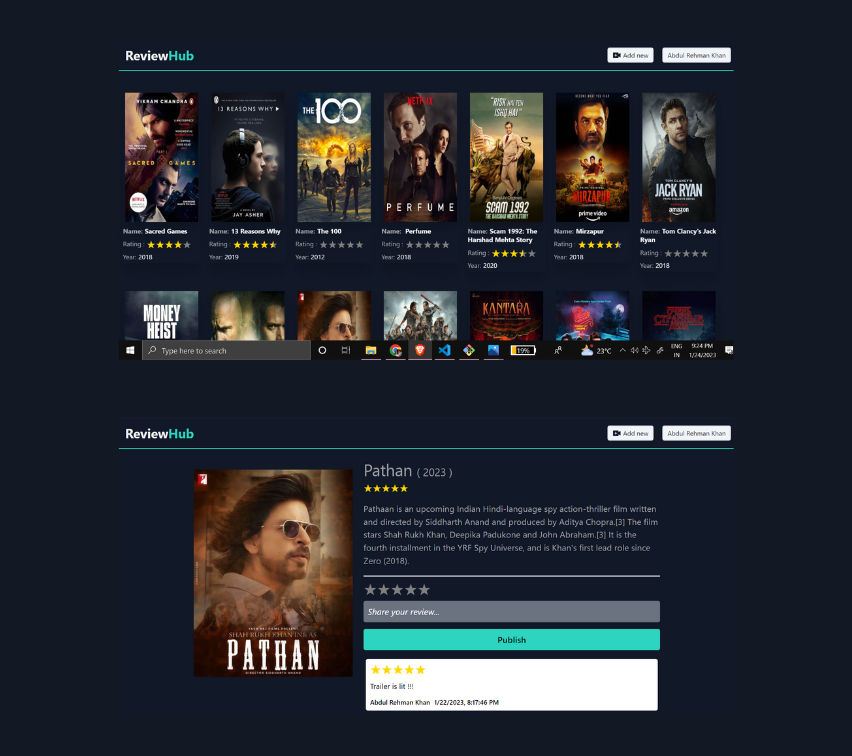 ReviewHub
Add new
Abdul Rehman Khan
VIKRAM CHANDRA
SACRED GAMES
NETFLIX
13 REASONS WHY
JAY ASHER
THE 100
NETFLIX
PERFUME
"RISK HAI TOH
ISHQ HAI"
SCAM 1992
THE HARSHAD MEHTA STORY
MIRZAPUR
prime video
TOM CLANCY'S
JACK RYAN
amazon
Name: Sacred Games
Rating :
Year: 2018
Name: 13 Reasons Why
Rating :
Year: 2019
Name: The 100
Rating :
Year: 2012
Name: Perfume
Rating :
Year: 2018
Name: Scam 1992: The
Harshad Mehta Story
Rating :
Year: 2020
Name: Mirzapur
Rating :
Year: 2018
Name: Tom Clancy's Jack
Ryan
Rating :
Year: 2018
MONEY
HEIST
KANTARA
Type here to search
19%
23°C
ENG
IN
9:24 PM
1/24/2023
ReviewHub
Add new
Abdul Rehman Khan
SHAH RUKH KHAN IS AS
PATHAN
DIRECTOR SIDDHARTH ANAND
Pathan ( 2023 )
Pathaan is an upcoming Indian Hindi-language spy action-thriller film written
and directed by Siddharth Anand and produced by Aditya Chopra.[3] The film
stars Shah Rukh Khan, Deepika Padukone and John Abraham.[3] It is the
fourth installment in the YRF Spy Universe, and is Khan's first lead role since
Zero (2018).
Share your review...
Publish
Trailer is lit !!!
Abdul Rehman Khan 1/22/2023, 8:17:46 PM